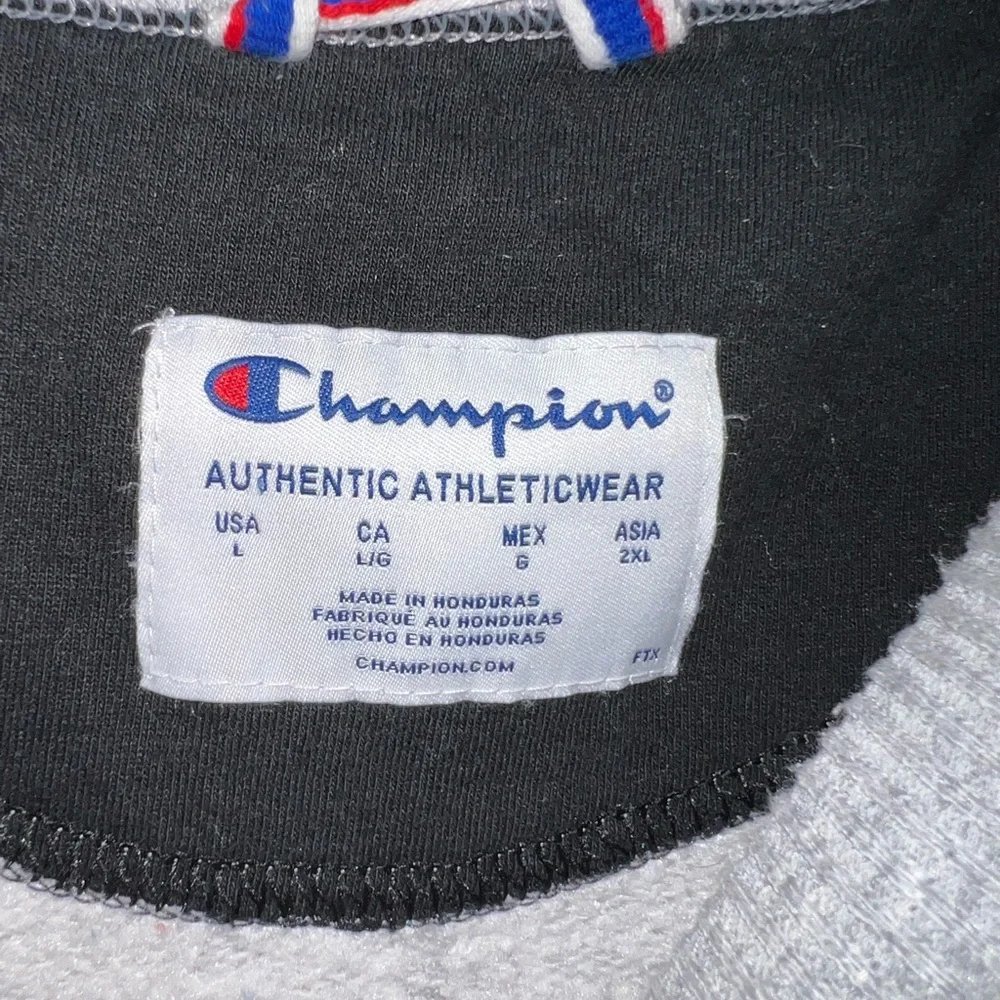 Champion®
AUTHENTIC ATHLETICWEAR
USA CA MEX ASIA
L L/G G 2XL
MADE IN HONDURAS
FABRIQUÉ AU HONDURAS
HECHO EN HONDURAS
CHAMPION.COM FTX